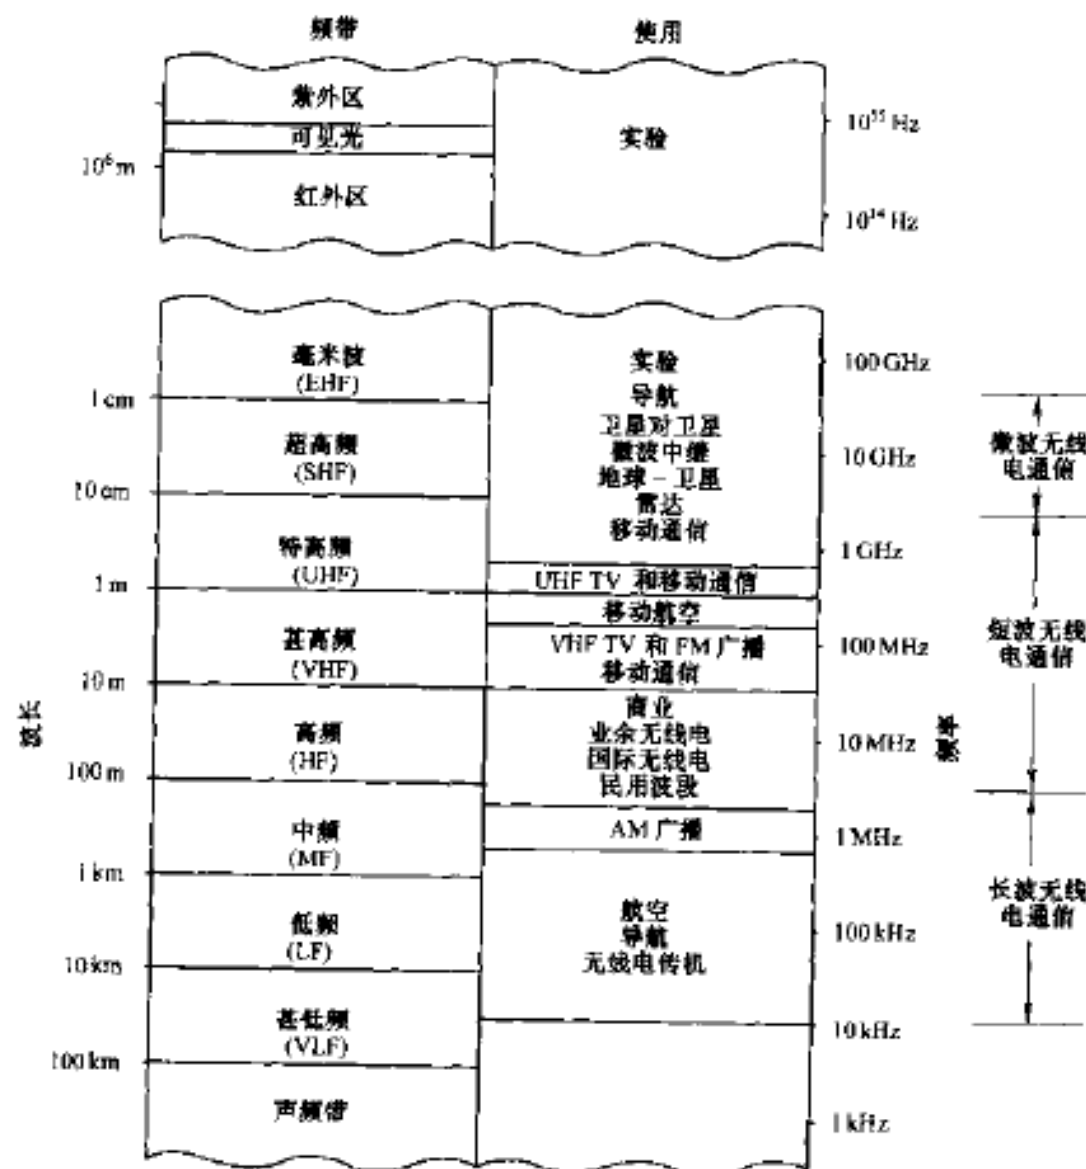 频带
使用
紫外区
可见光
红外区
实验
10⁶m
10¹⁵ Hz
10¹⁴ Hz
毫米波
(EHF)
1 cm
超高频
(SHF)
10 cm
特高频
(UHF)
1 m
甚高频
(VHF)
10 m
高频
(HF)
100 m
中频
(MF)
1 km
低频
(LF)
10 km
甚低频
(VLF)
100 km
声频带
波长
实验
导航
卫星对卫星
微波中继
地球-卫星
雷达
移动通信
UHF TV 和移动通信
移动航空
VHF TV 和 FM 广播
移动通信
商业
业余无线电
国际无线电
民用波段
AM 广播
航空
导航
无线电传机
100 GHz
10 GHz
1 GHz
100 MHz
10 MHz
1 MHz
100 kHz
10 kHz
1 kHz
频率
微波无线
电通信
短波无线
电通信
长波无线
电通信